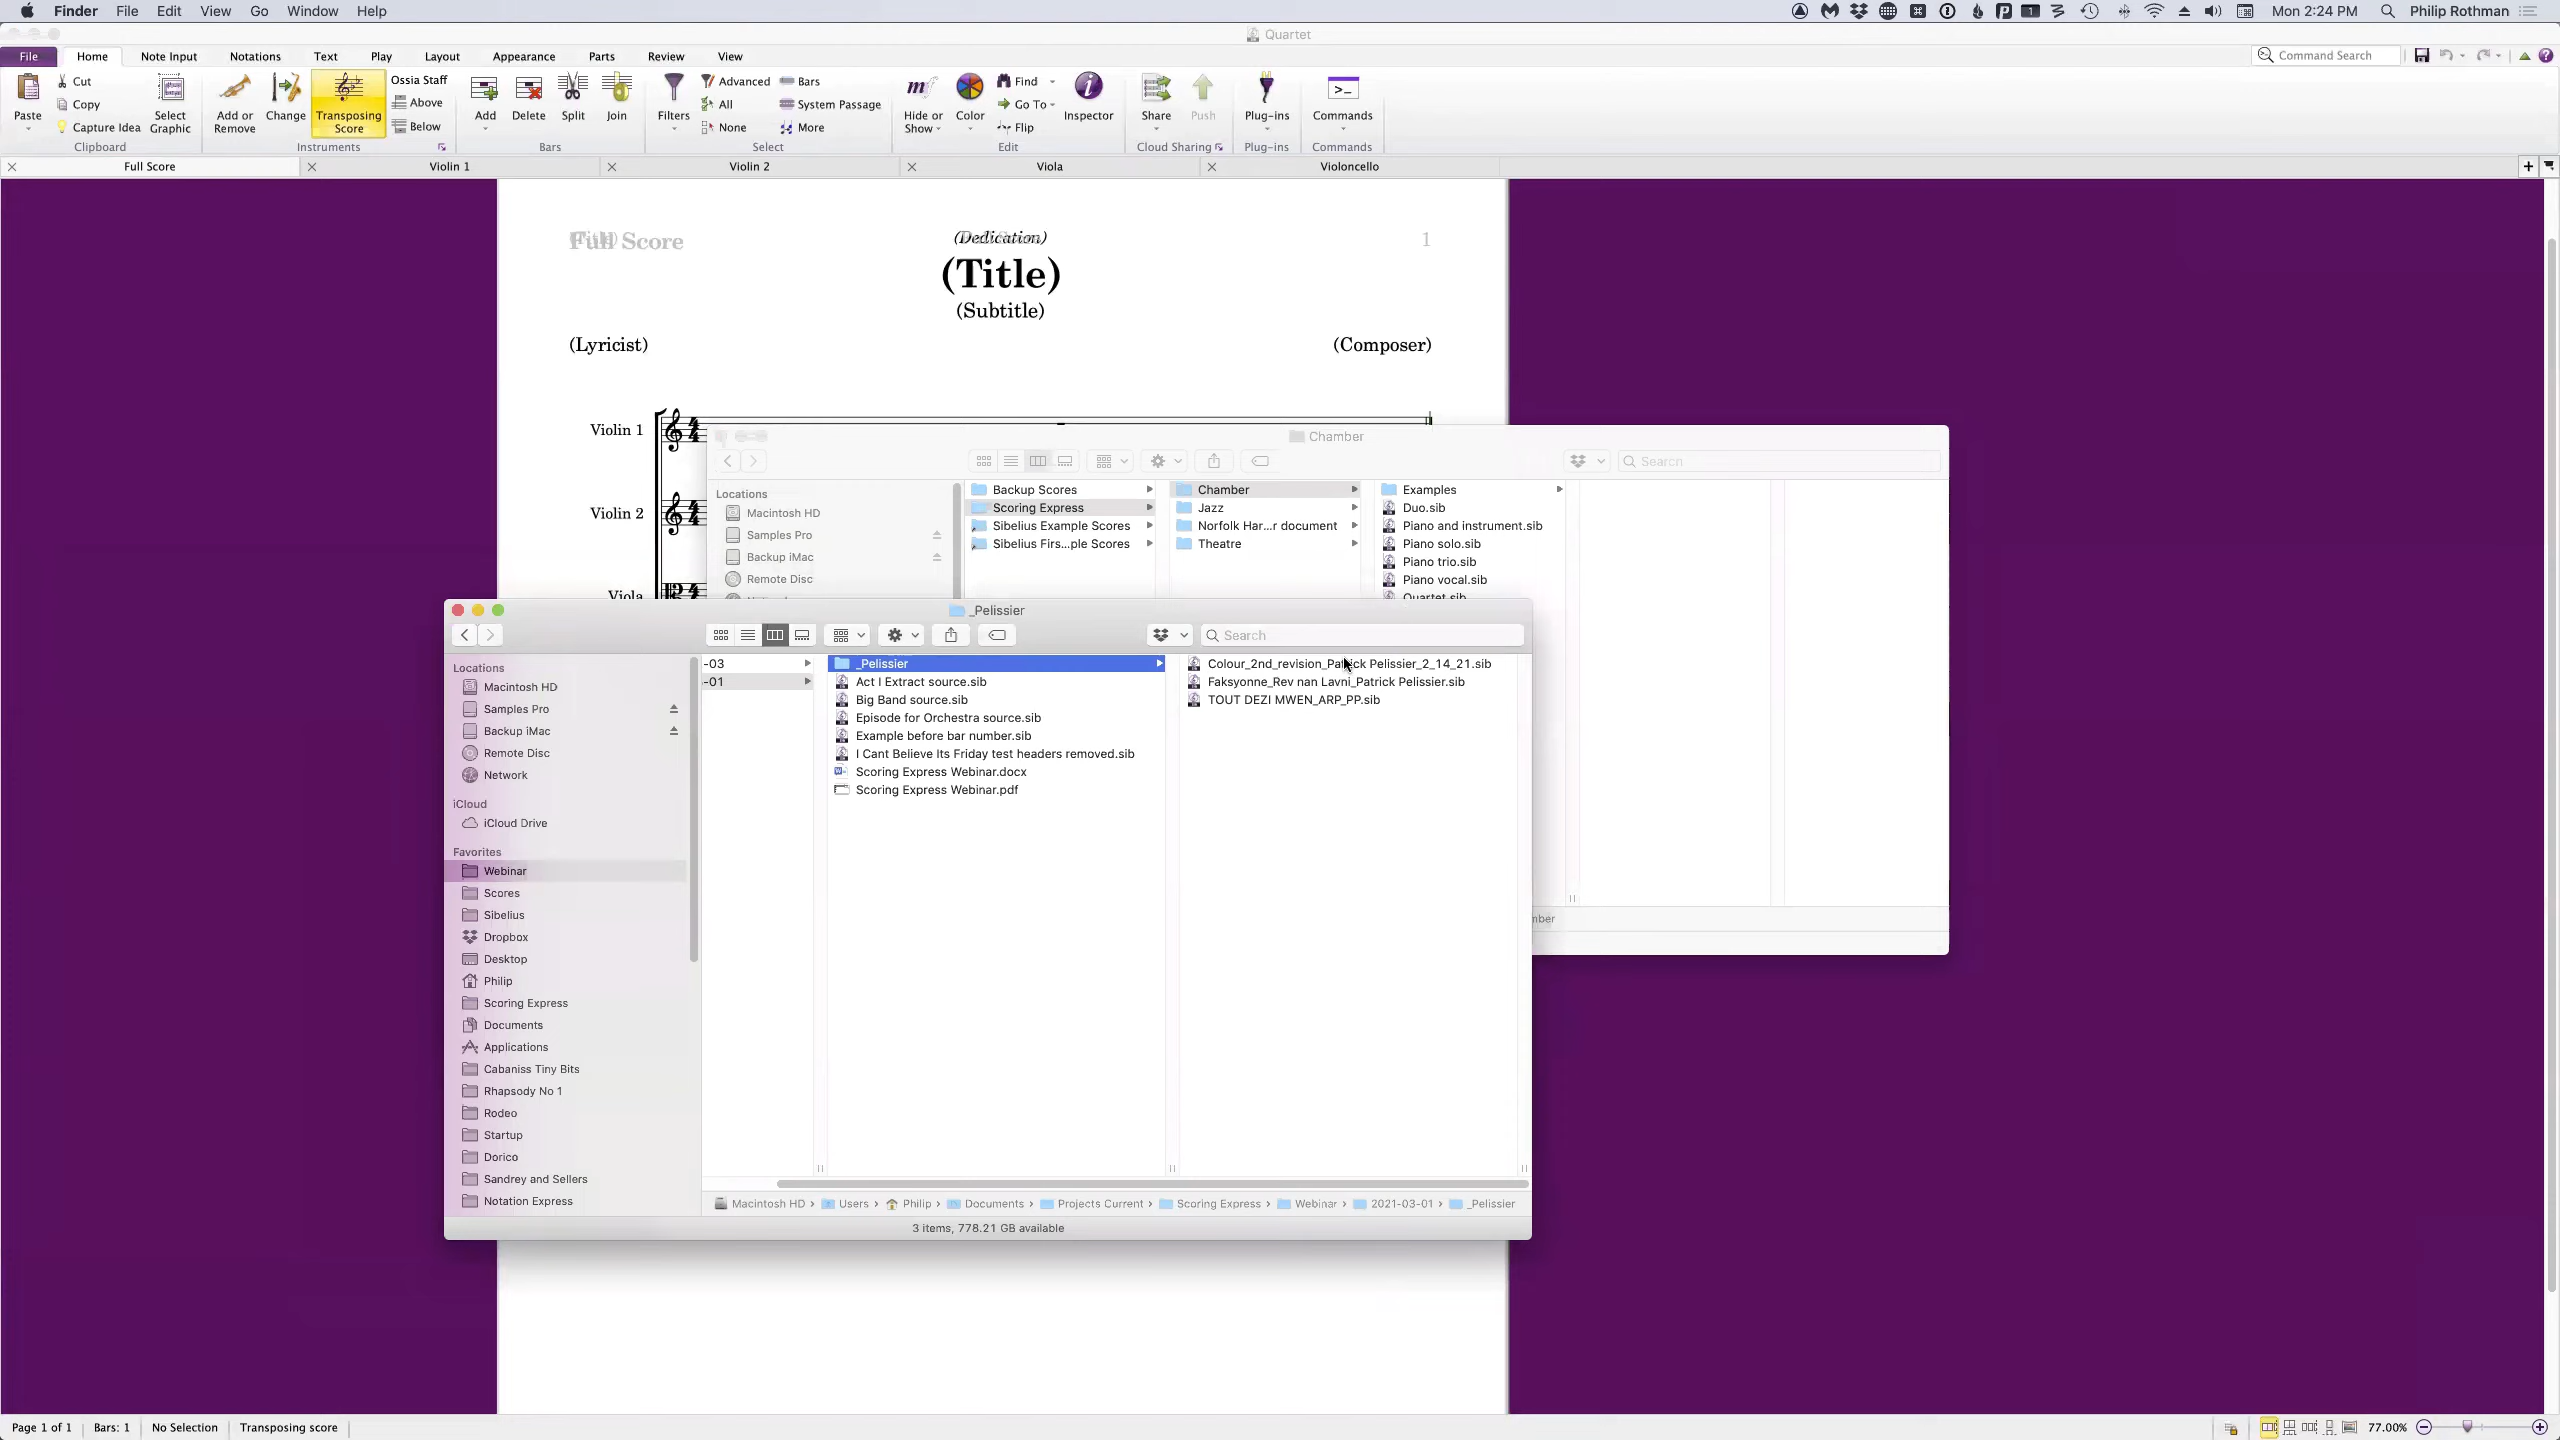 Finder File Edit View Go Window Help
Mon 2:24 PM Philip Rothman
Quartet
File Home Note Input Notations Text Play Layout Appearance Parts Review View
Command Search
Paste
Cut
Copy
Capture Idea
Select Graphic
Clipboard
Add or Remove
Change
Transposing Score
Ossia Staff
Above
Below
Instruments
Add
Delete
Split
Join
Bars
Filters
Advanced
All
None
Bars
System Passage
More
Select
Hide or Show
Color
Find
Go To
Flip
Inspector
Edit
Share
Push
Cloud Sharing
Plug-ins
Plug-ins
Commands
Commands
Full Score Violin 1 Violin 2 Viola Violoncello
Full Score
(Dedication)
1
(Title)
(Subtitle)
(Lyricist) (Composer)
Violin 1
Violin 2
Viola
Chamber
Search
Locations
Macintosh HD
Samples Pro
Backup iMac
Remote Disc
Backup Scores
Scoring Express
Sibelius Example Scores
Sibelius Firs...ple Scores
Chamber
Jazz
Norfolk Har...r document
Theatre
Examples
Duo.sib
Piano and instrument.sib
Piano solo.sib
Piano trio.sib
Piano vocal.sib
Quartet.sib
mber
_Pelissier
Search
Locations
Macintosh HD
Samples Pro
Backup iMac
Remote Disc
Network
iCloud
iCloud Drive
Favorites
Webinar
Scores
Sibelius
Dropbox
Desktop
Philip
Scoring Express
Documents
Applications
Cabaniss Tiny Bits
Rhapsody No 1
Rodeo
Startup
Dorico
Sandrey and Sellers
Notation Express
-03
-01
_Pelissier
Act I Extract source.sib
Big Band source.sib
Episode for Orchestra source.sib
Example before bar number.sib
I Cant Believe Its Friday test headers removed.sib
Scoring Express Webinar.docx
Scoring Express Webinar.pdf
Colour_2nd_revision_Patrick Pelissier_2_14_21.sib
Faksyonne_Rev nan Lavni_Patrick Pelissier.sib
TOUT DEZI MWEN_ARP_PP.sib
Macintosh HD › Users › Philip › Documents › Projects Current › Scoring Express › Webinar › 2021-03-01 › _Pelissier
3 items, 778.21 GB available
Page 1 of 1 Bars: 1 No Selection Transposing score
77.00%